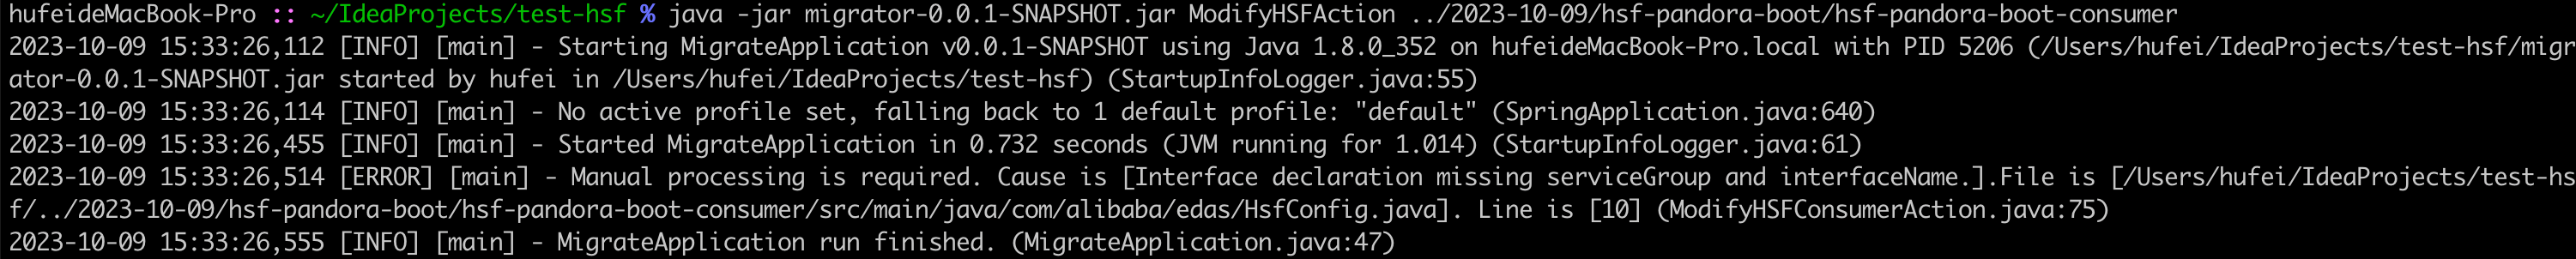 hufeideMacBook-Pro :: ~/IdeaProjects/test-hsf % java -jar migrator-0.0.1-SNAPSHOT.jar ModifyHSFAction ../2023-10-09/hsf-pandora-boot/hsf-pandora-boot-consumer
2023-10-09 15:33:26,112 [INFO] [main] - Starting MigrateApplication v0.0.1-SNAPSHOT using Java 1.8.0_352 on hufeideMacBook-Pro.local with PID 5206 (/Users/hufei/IdeaProjects/test-hsf/migr
ator-0.0.1-SNAPSHOT.jar started by hufei in /Users/hufei/IdeaProjects/test-hsf) (StartupInfoLogger.java:55)
2023-10-09 15:33:26,114 [INFO] [main] - No active profile set, falling back to 1 default profile: "default" (SpringApplication.java:640)
2023-10-09 15:33:26,455 [INFO] [main] - Started MigrateApplication in 0.732 seconds (JVM running for 1.014) (StartupInfoLogger.java:61)
2023-10-09 15:33:26,514 [ERROR] [main] - Manual processing is required. Cause is [Interface declaration missing serviceGroup and interfaceName.].File is [/Users/hufei/IdeaProjects/test-hs
f/../2023-10-09/hsf-pandora-boot/hsf-pandora-boot-consumer/src/main/java/com/alibaba/edas/HsfConfig.java]. Line is [10] (ModifyHSFConsumerAction.java:75)
2023-10-09 15:33:26,555 [INFO] [main] - MigrateApplication run finished. (MigrateApplication.java:47)